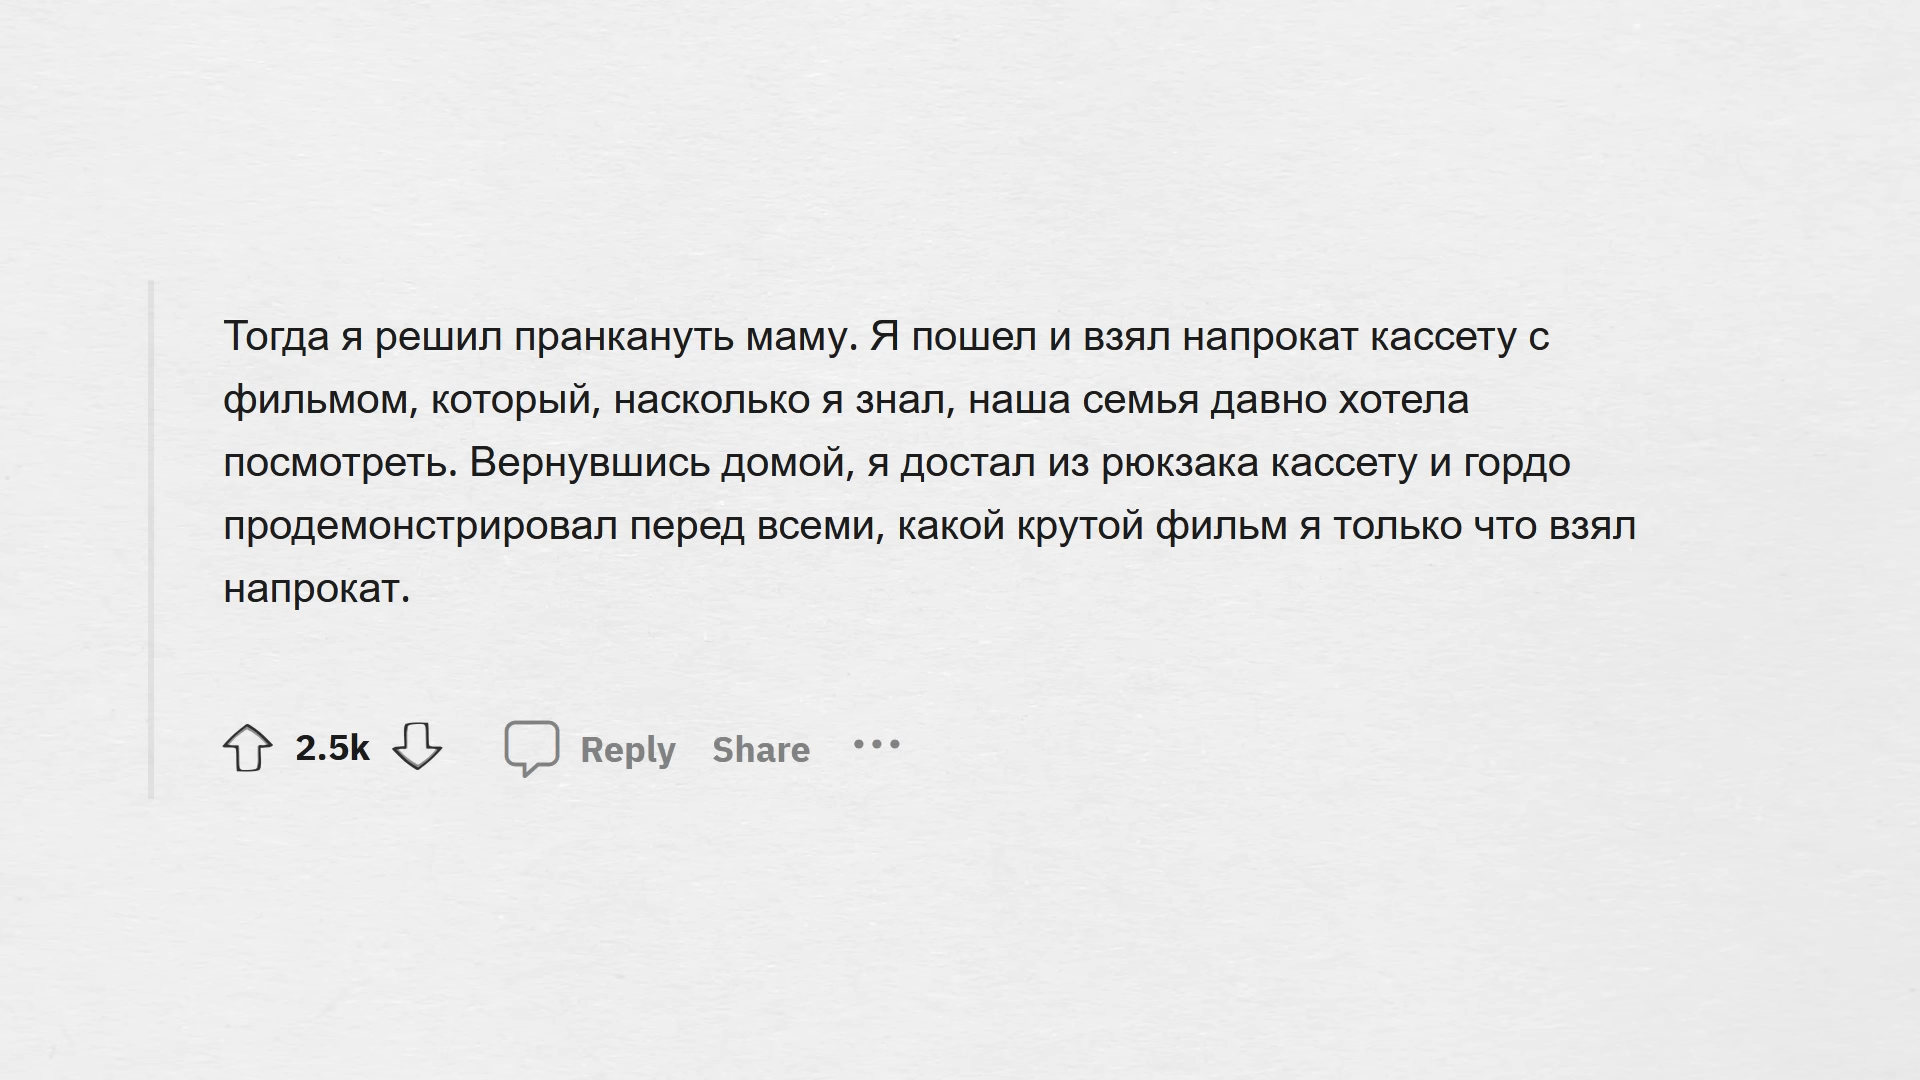 Тогда я решил пранкануть маму. Я пошел и взял напрокат кассету с
фильмом, который, насколько я знал, наша семья давно хотела
посмотреть. Вернувшись домой, я достал из рюкзака кассету и гордо
продемонстрировал перед всеми, какой крутой фильм я только что взял
напрокат.
2.5k Reply Share